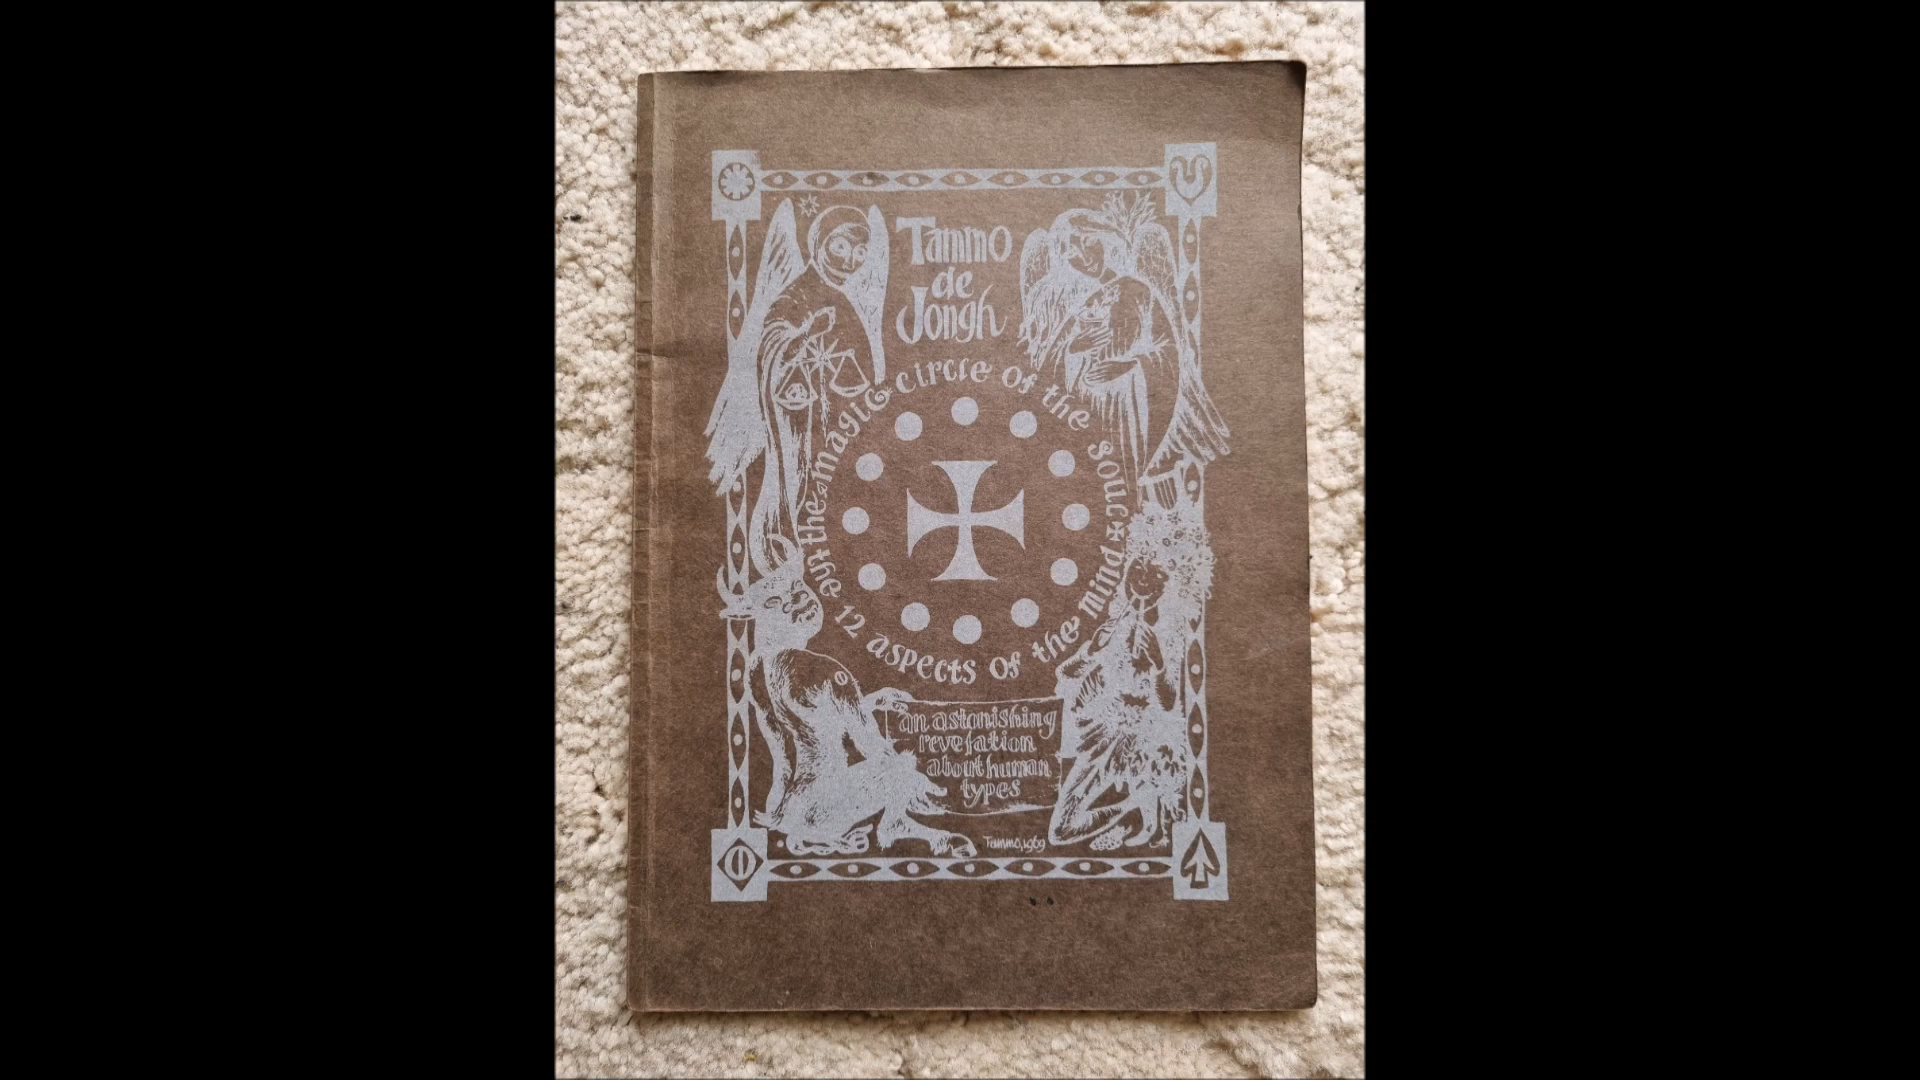 Tammo
de
Jongh
the magic circle of the soul
the 12 aspects of the mind
an astonishing
revelation
about human
types
Tammo, 1969